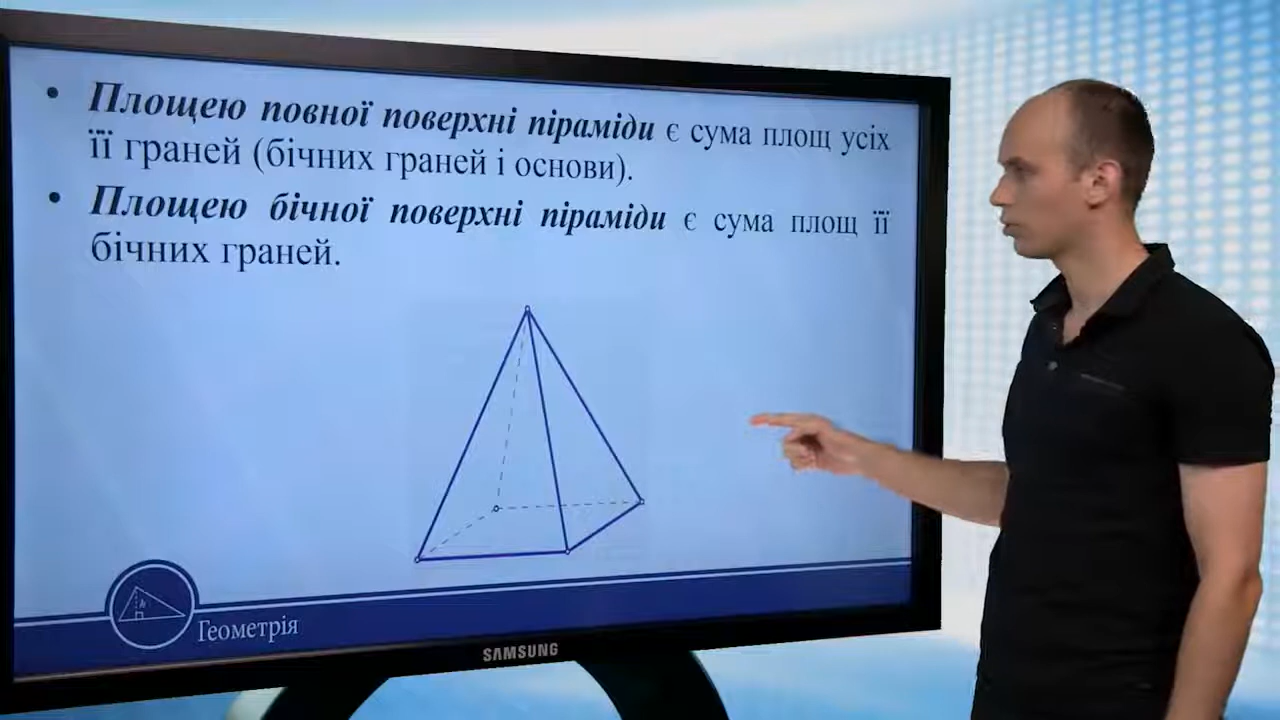 • Площею повної поверхні піраміди є сума площ усіх
її граней (бічних граней і основи).
• Площею бічної поверхні піраміди є сума площ її
бічних граней.
Геометрія
SAMSUNG